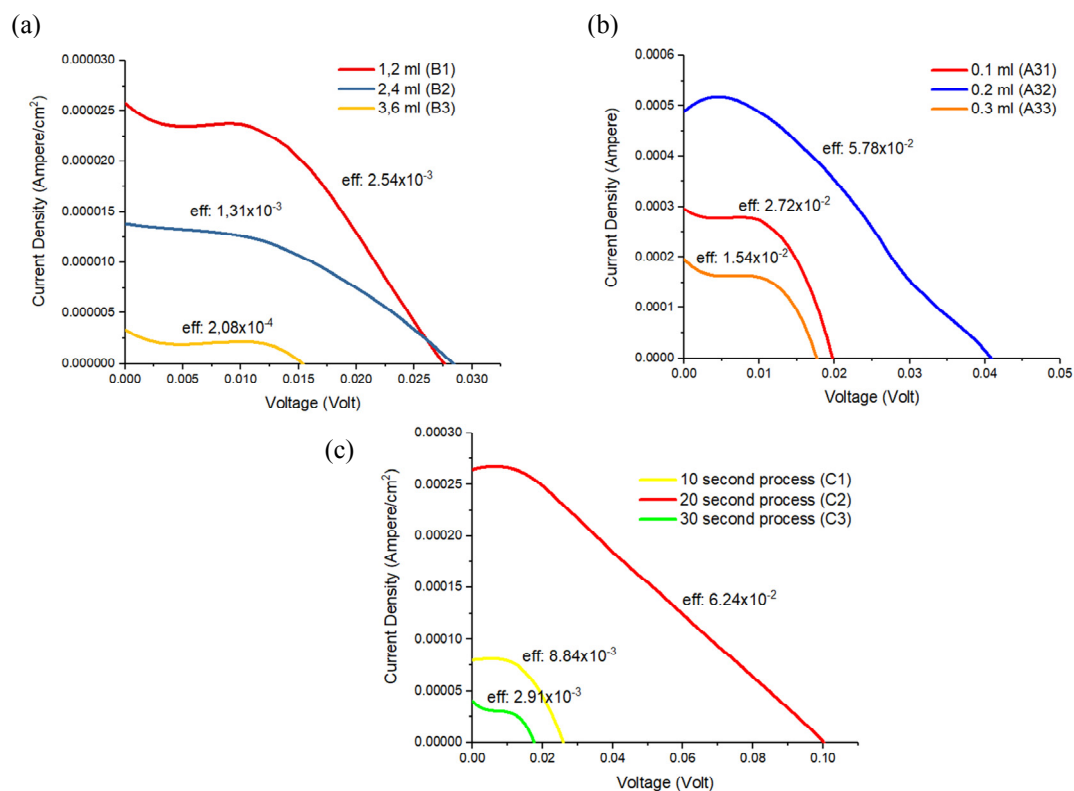 (a)
0.000030
0.000025
0.000020
0.000015
0.000010
0.000005
0.000000
Current Density (Ampere/cm²)
1,2 ml (B1)
2,4 ml (B2)
3,6 ml (B3)
eff: 2.54x10⁻³
eff: 1,31x10⁻³
eff: 2,08x10⁻⁴
0.000 0.005 0.010 0.015 0.020 0.025 0.030
Voltage (Volt)
(b)
0.0006
0.0005
0.0004
0.0003
0.0002
0.0001
0.0000
Current Density (Ampere)
0.1 ml (A31)
0.2 ml (A32)
0.3 ml (A33)
eff: 5.78x10⁻²
eff: 2.72x10⁻²
eff: 1.54x10⁻²
0.00 0.01 0.02 0.03 0.04 0.05
Voltage (Volt)
(c)
0.00030
0.00025
0.00020
0.00015
0.00010
0.00005
0.00000
Current Density (Ampere/cm²)
10 second process (C1)
20 second process (C2)
30 second process (C3)
eff: 6.24x10⁻²
eff: 8.84x10⁻³
eff: 2.91x10⁻³
0.00 0.02 0.04 0.06 0.08 0.10
Voltage (Volt)